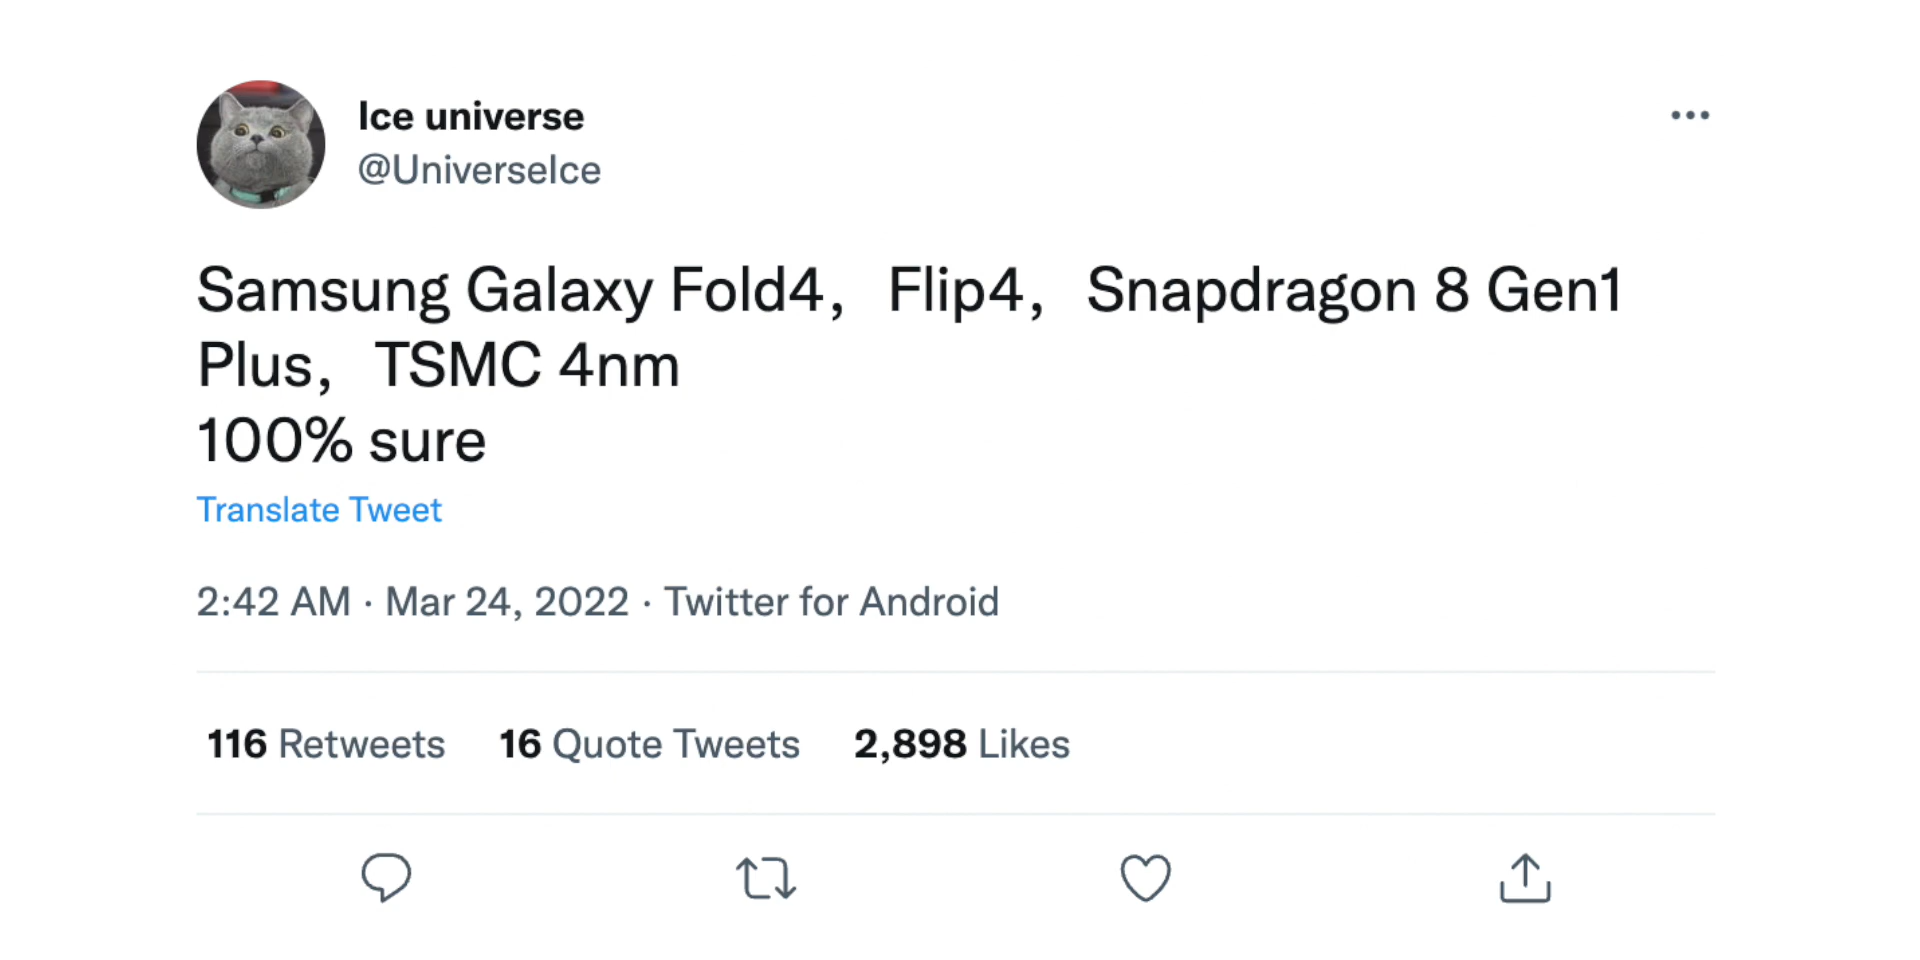 Ice universe
@UniverseIce
Samsung Galaxy Fold4，Flip4，Snapdragon 8 Gen1
Plus，TSMC 4nm
100% sure
Translate Tweet
2:42 AM · Mar 24, 2022 · Twitter for Android
116 Retweets 16 Quote Tweets 2,898 Likes